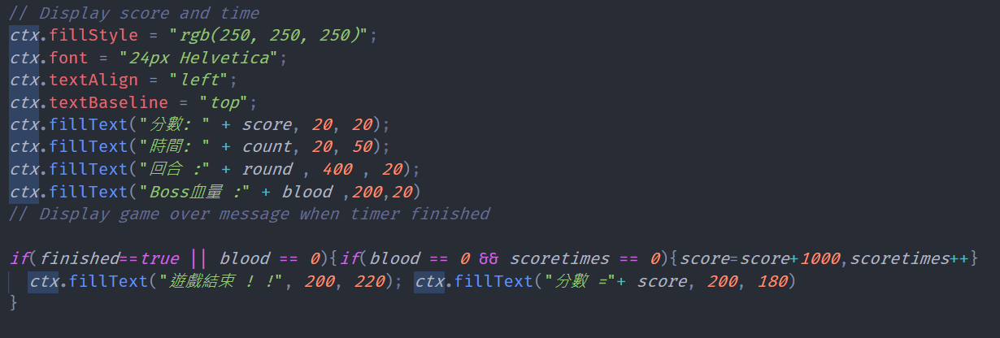 // Display score and time
ctx.fillStyle = "rgb(250, 250, 250)";
ctx.font = "24px Helvetica";
ctx.textAlign = "left";
ctx.textBaseline = "top";
ctx.fillText("分數: " + score, 20, 20);
ctx.fillText("時間: " + count, 20, 50);
ctx.fillText("回合 :" + round , 400 , 20);
ctx.fillText("Boss血量 :" + blood ,200,20)
// Display game over message when timer finished
if(finished==true || blood == 0){if(blood == 0 && scoretimes == 0){score=score+1000,scoretimes++}
ctx.fillText("遊戲結束 ! !", 200, 220); ctx.fillText("分數 ="+ score, 200, 180)
}